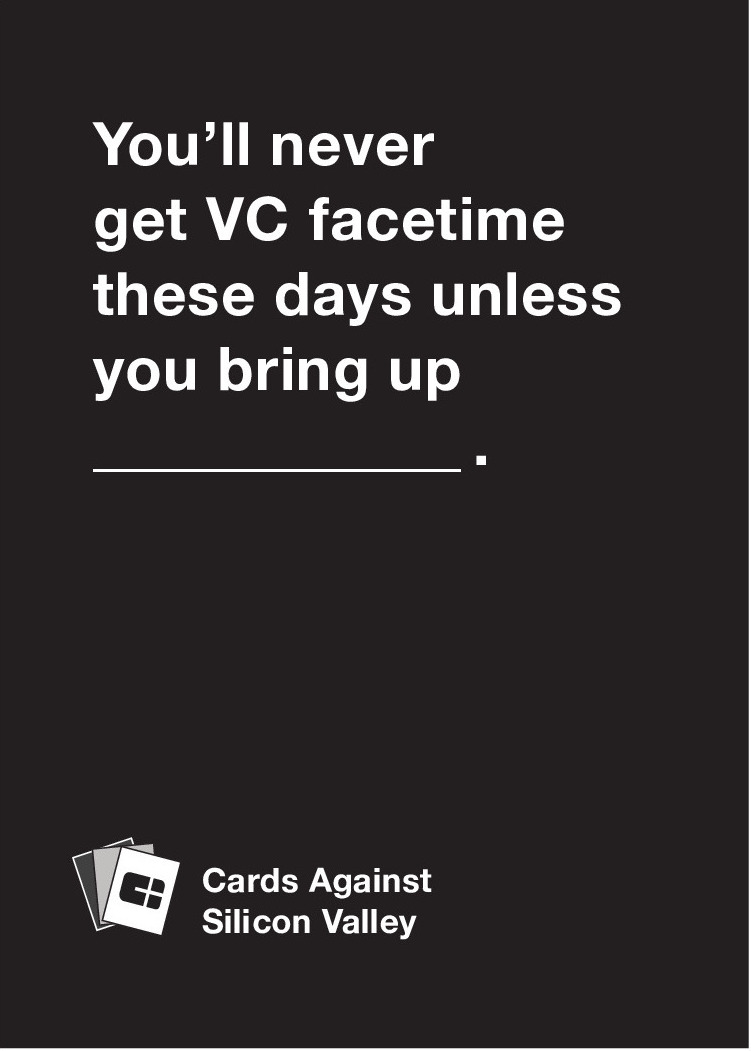 You’ll never
get VC facetime
these days unless
you bring up
____________ .
Cards Against
Silicon Valley